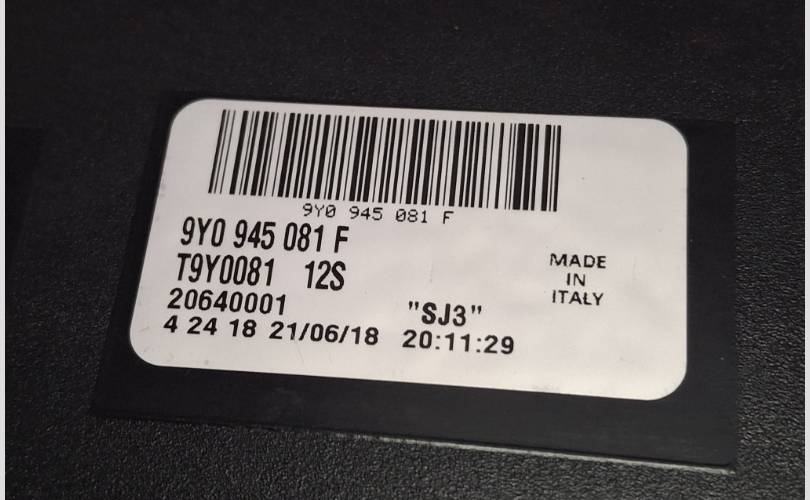 9Y0 945 081 F
9Y0 945 081 F
T9Y0081 12S
20640001 "SJ3"
4 24 18 21/06/18 20:11:29
MADE
IN
ITALY